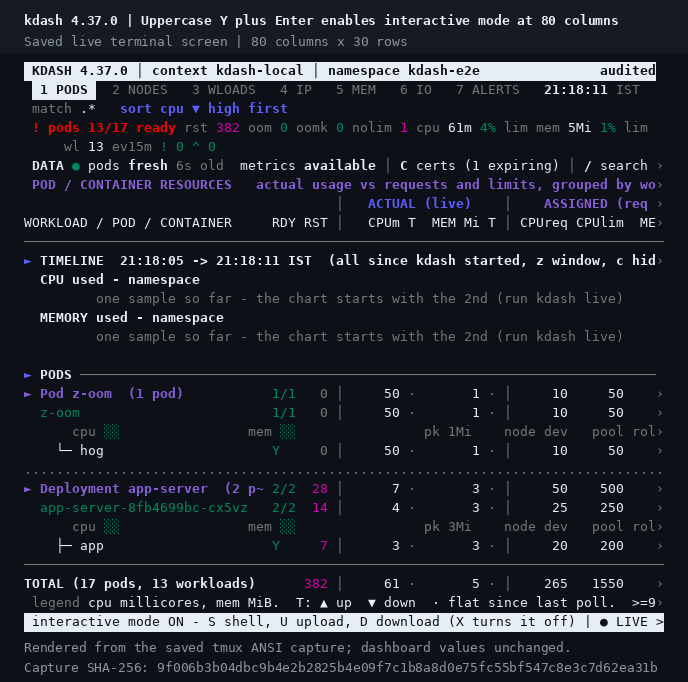 kdash 4.37.0 | Uppercase Y plus Enter enables interactive mode at 80 columns
Saved live terminal screen | 80 columns x 30 rows
KDASH 4.37.0 │ context kdash-local │ namespace kdash-e2e audited
1 PODS 2 NODES 3 WLOADS 4 IP 5 MEM 6 IO 7 ALERTS 21:18:11 IST
match .* sort cpu ▼ high first
! pods 13/17 ready rst 382 oom 0 oomk 0 nolim 1 cpu 61m 4% lim mem 5Mi 1% lim
wl 13 ev15m ! 0 ^ 0
DATA ● pods fresh 6s old metrics available │ C certs (1 expiring) │ / search ›
POD / CONTAINER RESOURCES actual usage vs requests and limits, grouped by wo›
│ ACTUAL (live) │ ASSIGNED (req ›
WORKLOAD / POD / CONTAINER RDY RST │ CPUm T MEM Mi T │ CPUreq CPUlim ME›
► TIMELINE 21:18:05 -> 21:18:11 IST (all since kdash started, z window, c hid›
CPU used - namespace
one sample so far - the chart starts with the 2nd (run kdash live)
MEMORY used - namespace
one sample so far - the chart starts with the 2nd (run kdash live)
► PODS
► Pod z-oom (1 pod) 1/1 0 │ 50 · 1 · │ 10 50 ›
z-oom 1/1 0 │ 50 · 1 · │ 10 50 ›
cpu ░░ mem ░░ pk 1Mi node dev pool rol›
└─ hog Y 0 │ 50 · 1 · │ 10 50 ›
► Deployment app-server (2 p~ 2/2 28 │ 7 · 3 · │ 50 500 ›
app-server-8fb4699bc-cx5vz 2/2 14 │ 4 · 3 · │ 25 250 ›
cpu ░░ mem ░░ pk 3Mi node dev pool rol›
├─ app Y 7 │ 3 · 3 · │ 20 200 ›
TOTAL (17 pods, 13 workloads) 382 │ 61 · 5 · │ 265 1550 ›
legend cpu millicores, mem MiB. T: ▲ up ▼ down · flat since last poll. >=9›
interactive mode ON - S shell, U upload, D download (X turns it off) | ● LIVE >
Rendered from the saved tmux ANSI capture; dashboard values unchanged.
Capture SHA-256: 9f006b3b04dbc9b4e2b2825b4e09f7c1b8a8d0e75fc55bf547c8e3c7d62ea31b